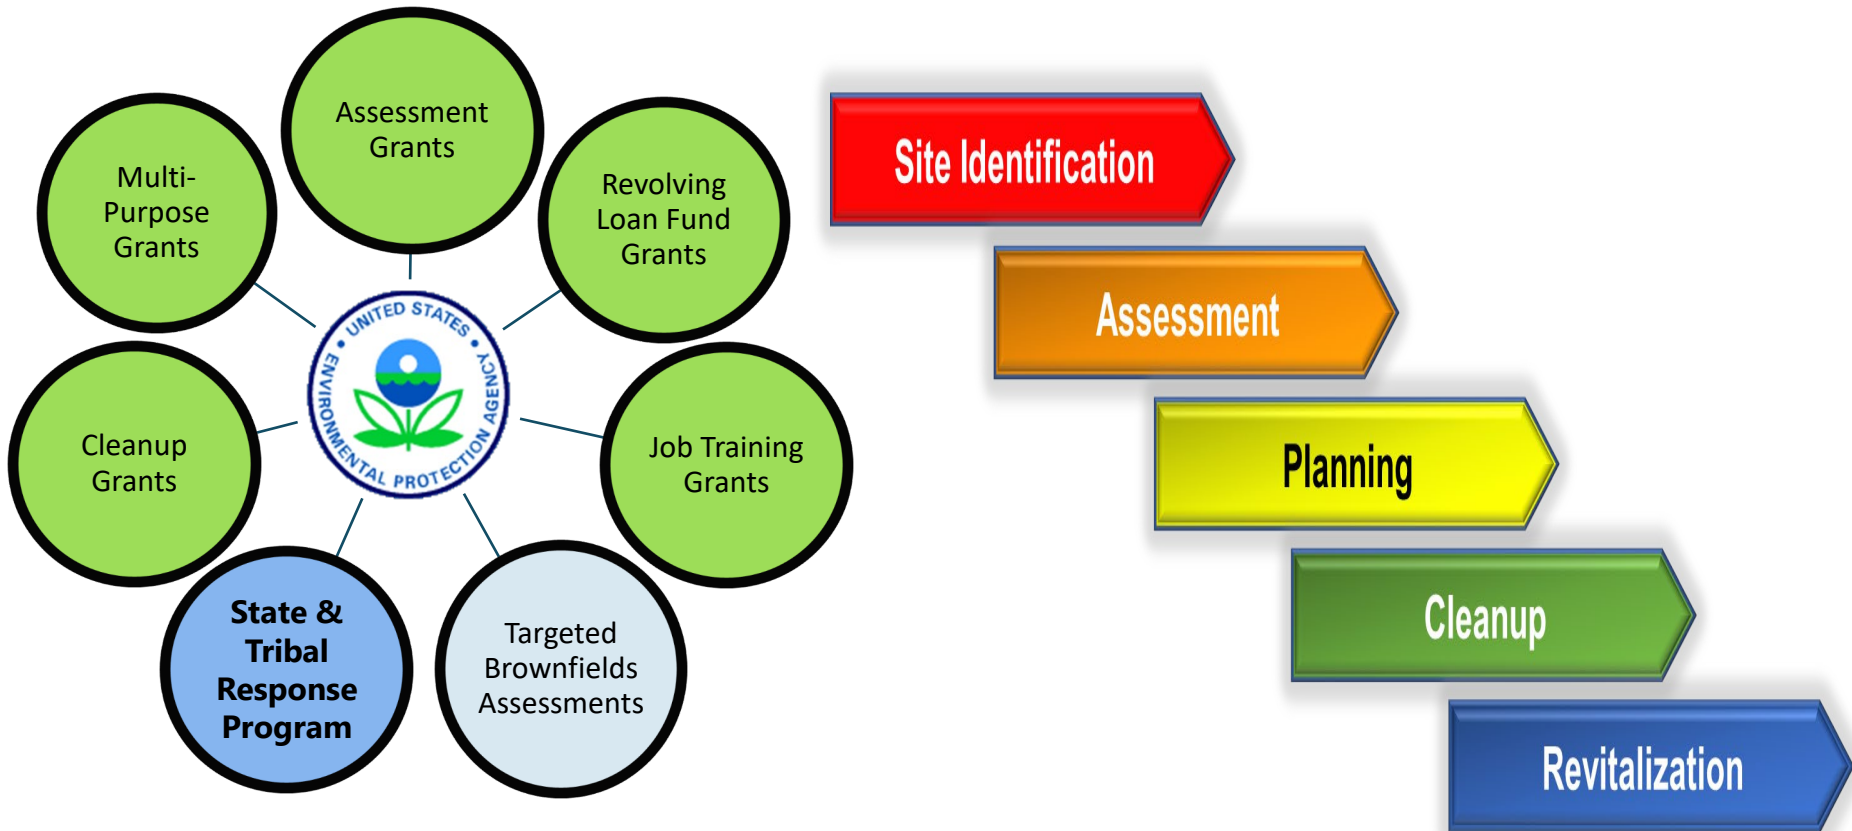 Assessment
Grants
Multi-
Purpose
Grants
Revolving
Loan Fund
Grants
UNITED STATES
ENVIRONMENTAL PROTECTION AGENCY
Cleanup
Grants
Job Training
Grants
State &
Tribal
Response
Program
Targeted
Brownfields
Assessments
Site Identification
Assessment
Planning
Cleanup
Revitalization